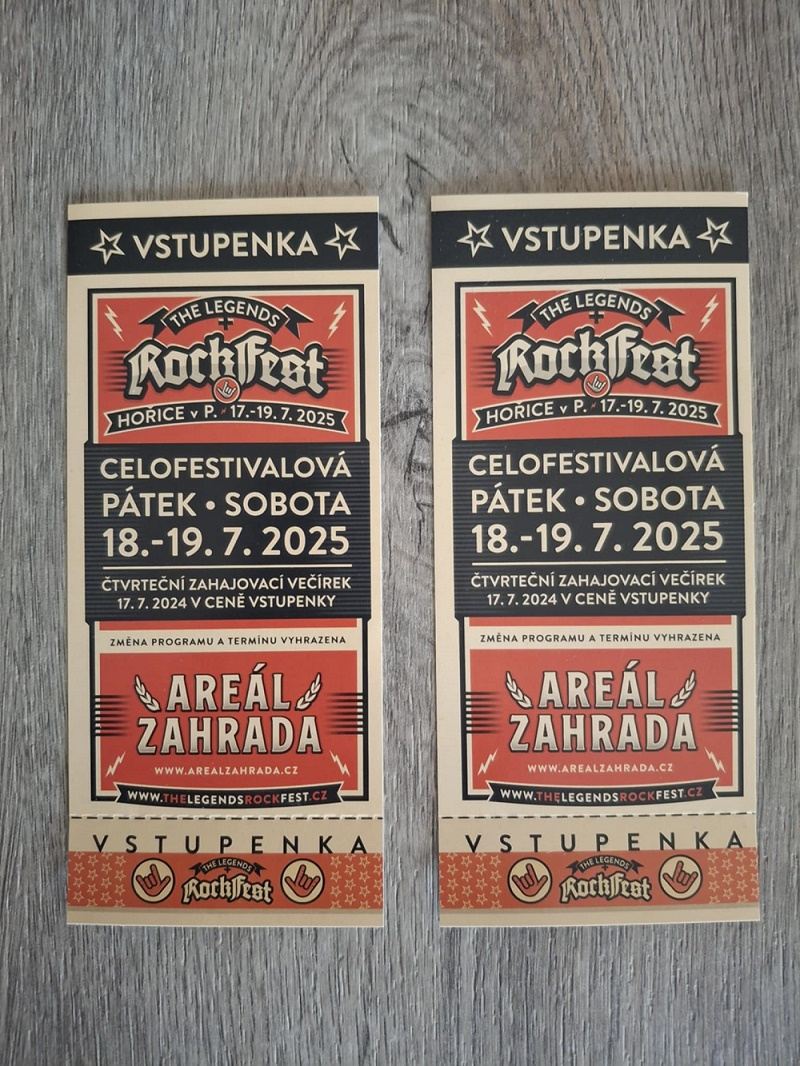 VSTUPENKA
THE LEGENDS
RockFest
HOŘICE v P. 17.-19. 7. 2025
CELOFESTIVALOVÁ
PÁTEK • SOBOTA
18.-19. 7. 2025
ČTVRTEČNÍ ZAHAJOVACÍ VEČÍREK
17. 7. 2024 V CENĚ VSTUPENKY
ZMĚNA PROGRAMU A TERMÍNU VYHRAZENA
AREÁL
ZAHRADA
WWW.AREALZAHRADA.CZ
WWW.THELEGENDSROCKFEST.CZ
VSTUPENKA
THE LEGENDS
RockFest
VSTUPENKA
THE LEGENDS
RockFest
HOŘICE v P. 17.-19. 7. 2025
CELOFESTIVALOVÁ
PÁTEK • SOBOTA
18.-19. 7. 2025
ČTVRTEČNÍ ZAHAJOVACÍ VEČÍREK
17. 7. 2024 V CENĚ VSTUPENKY
ZMĚNA PROGRAMU A TERMÍNU VYHRAZENA
AREÁL
ZAHRADA
WWW.AREALZAHRADA.CZ
WWW.THELEGENDSROCKFEST.CZ
VSTUPENKA
THE LEGENDS
RockFest